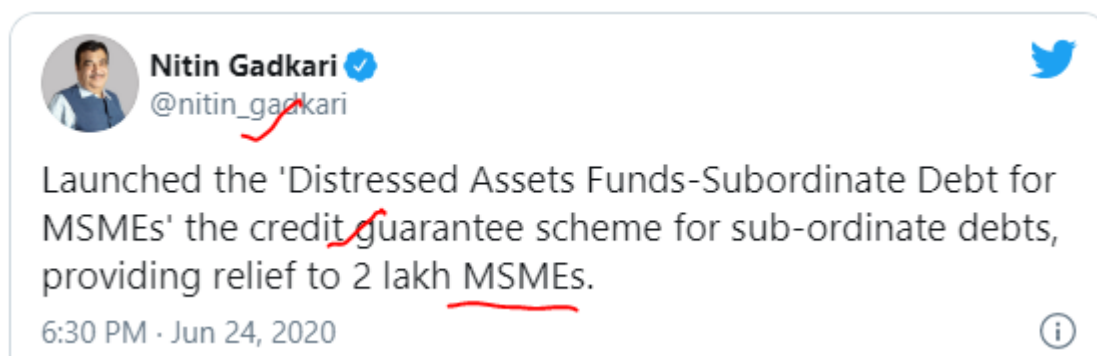 Nitin Gadkari
@nitin_gadkari
Launched the 'Distressed Assets Funds-Subordinate Debt for
MSMEs' the credit guarantee scheme for sub-ordinate debts,
providing relief to 2 lakh MSMEs.
6:30 PM · Jun 24, 2020